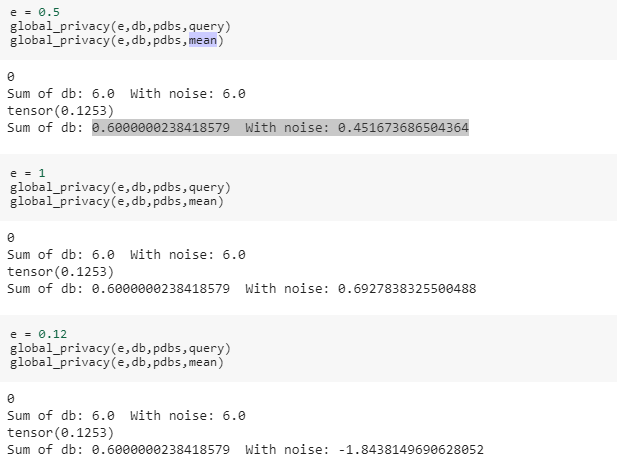 e = 0.5
global_privacy(e,db,pdbs,query)
global_privacy(e,db,pdbs,mean)
0
Sum of db: 6.0  With noise: 6.0
tensor(0.1253)
Sum of db: 0.6000000238418579  With noise: 0.451673686504364
e = 1
global_privacy(e,db,pdbs,query)
global_privacy(e,db,pdbs,mean)
0
Sum of db: 6.0  With noise: 6.0
tensor(0.1253)
Sum of db: 0.6000000238418579  With noise: 0.6927838325500488
e = 0.12
global_privacy(e,db,pdbs,query)
global_privacy(e,db,pdbs,mean)
0
Sum of db: 6.0  With noise: 6.0
tensor(0.1253)
Sum of db: 0.6000000238418579  With noise: -1.8438149690628052